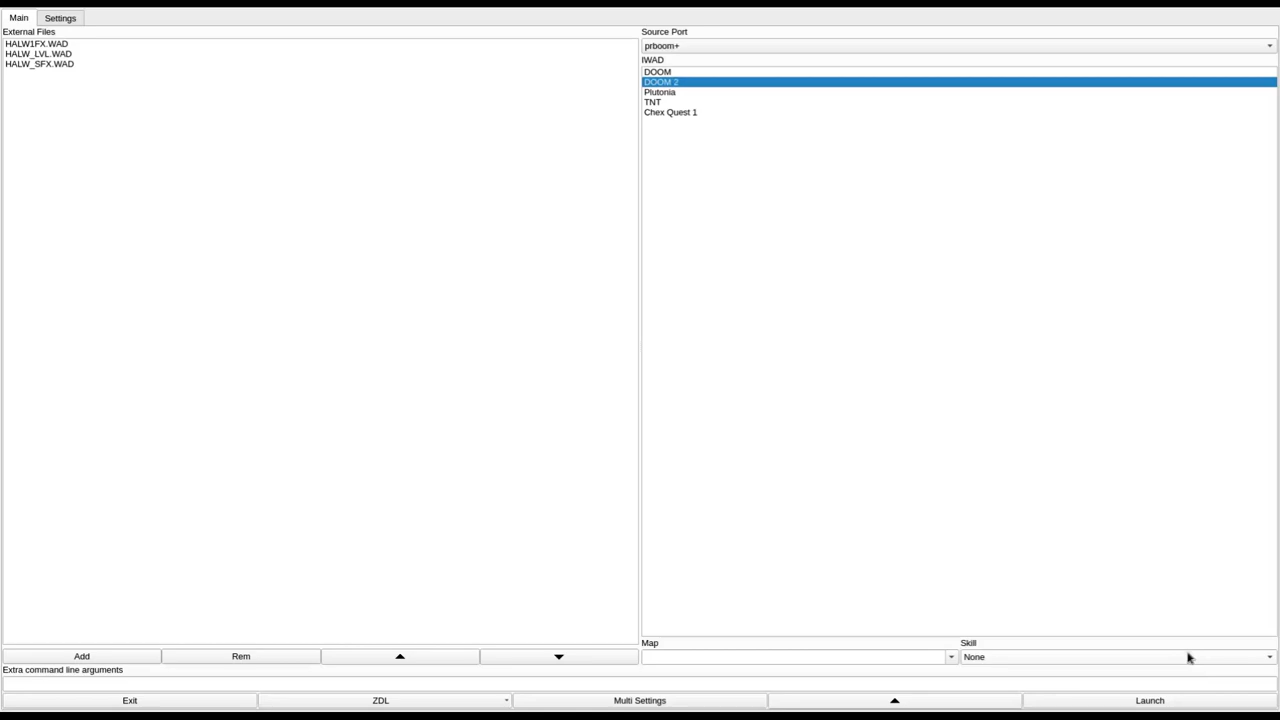 Main Settings
External Files
HALW1FX.WAD
HALW_LVL.WAD
HALW_SFX.WAD
Source Port
prboom+
IWAD
DOOM
DOOM 2
Plutonia
TNT
Chex Quest 1
Map Skill
None
Add Rem
Extra command line arguments
Exit ZDL Multi Settings Launch